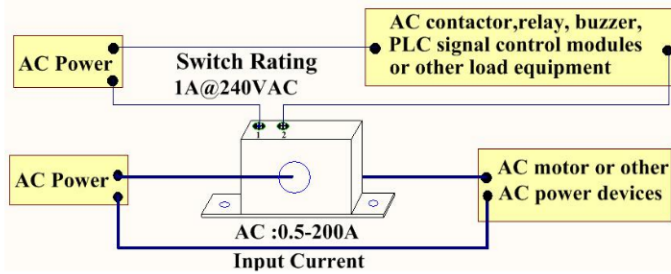 AC Power
Switch Rating
1A@240VAC
AC contactor,relay, buzzer,
PLC signal control modules
or other load equipment
1 2
AC Power
AC motor or other
AC power devices
AC :0.5-200A
Input Current